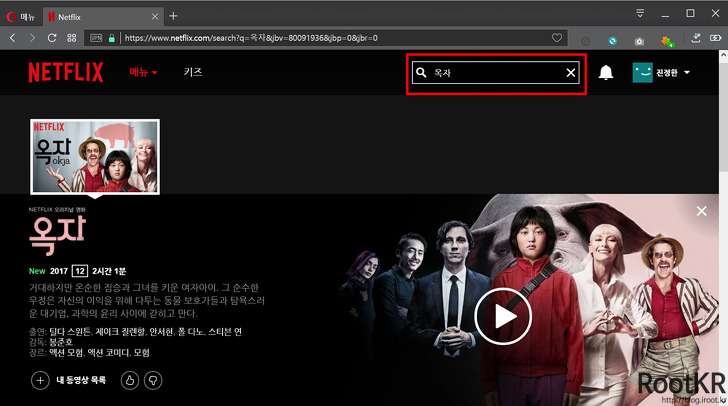 메뉴
Netflix
VPN
https://www.netflix.com/search?q=옥자&jbv=80091936&jbp=0&jbr=0
NETFLIX
메뉴
키즈
옥자
진정환
NETFLIX
옥자
okja
NETFLIX 오리지널 영화
옥자
New 2017 12 2시간 1분
거대하지만 온순한 짐승과 그녀를 키운 여자아이. 그 순수한
우정은 자신의 이익을 위해 다투는 동물 보호가들과 탐욕스러
운 대기업, 과학의 윤리 사이에 갇히고 만다.
출연: 틸다 스윈튼, 제이크 질렌할, 안서현, 폴 다노, 스티븐 연
감독: 봉준호
장르: 액션 모험, 액션 코미디, 모험
내 동영상 목록
RootKR
http://blog.iroot.kr